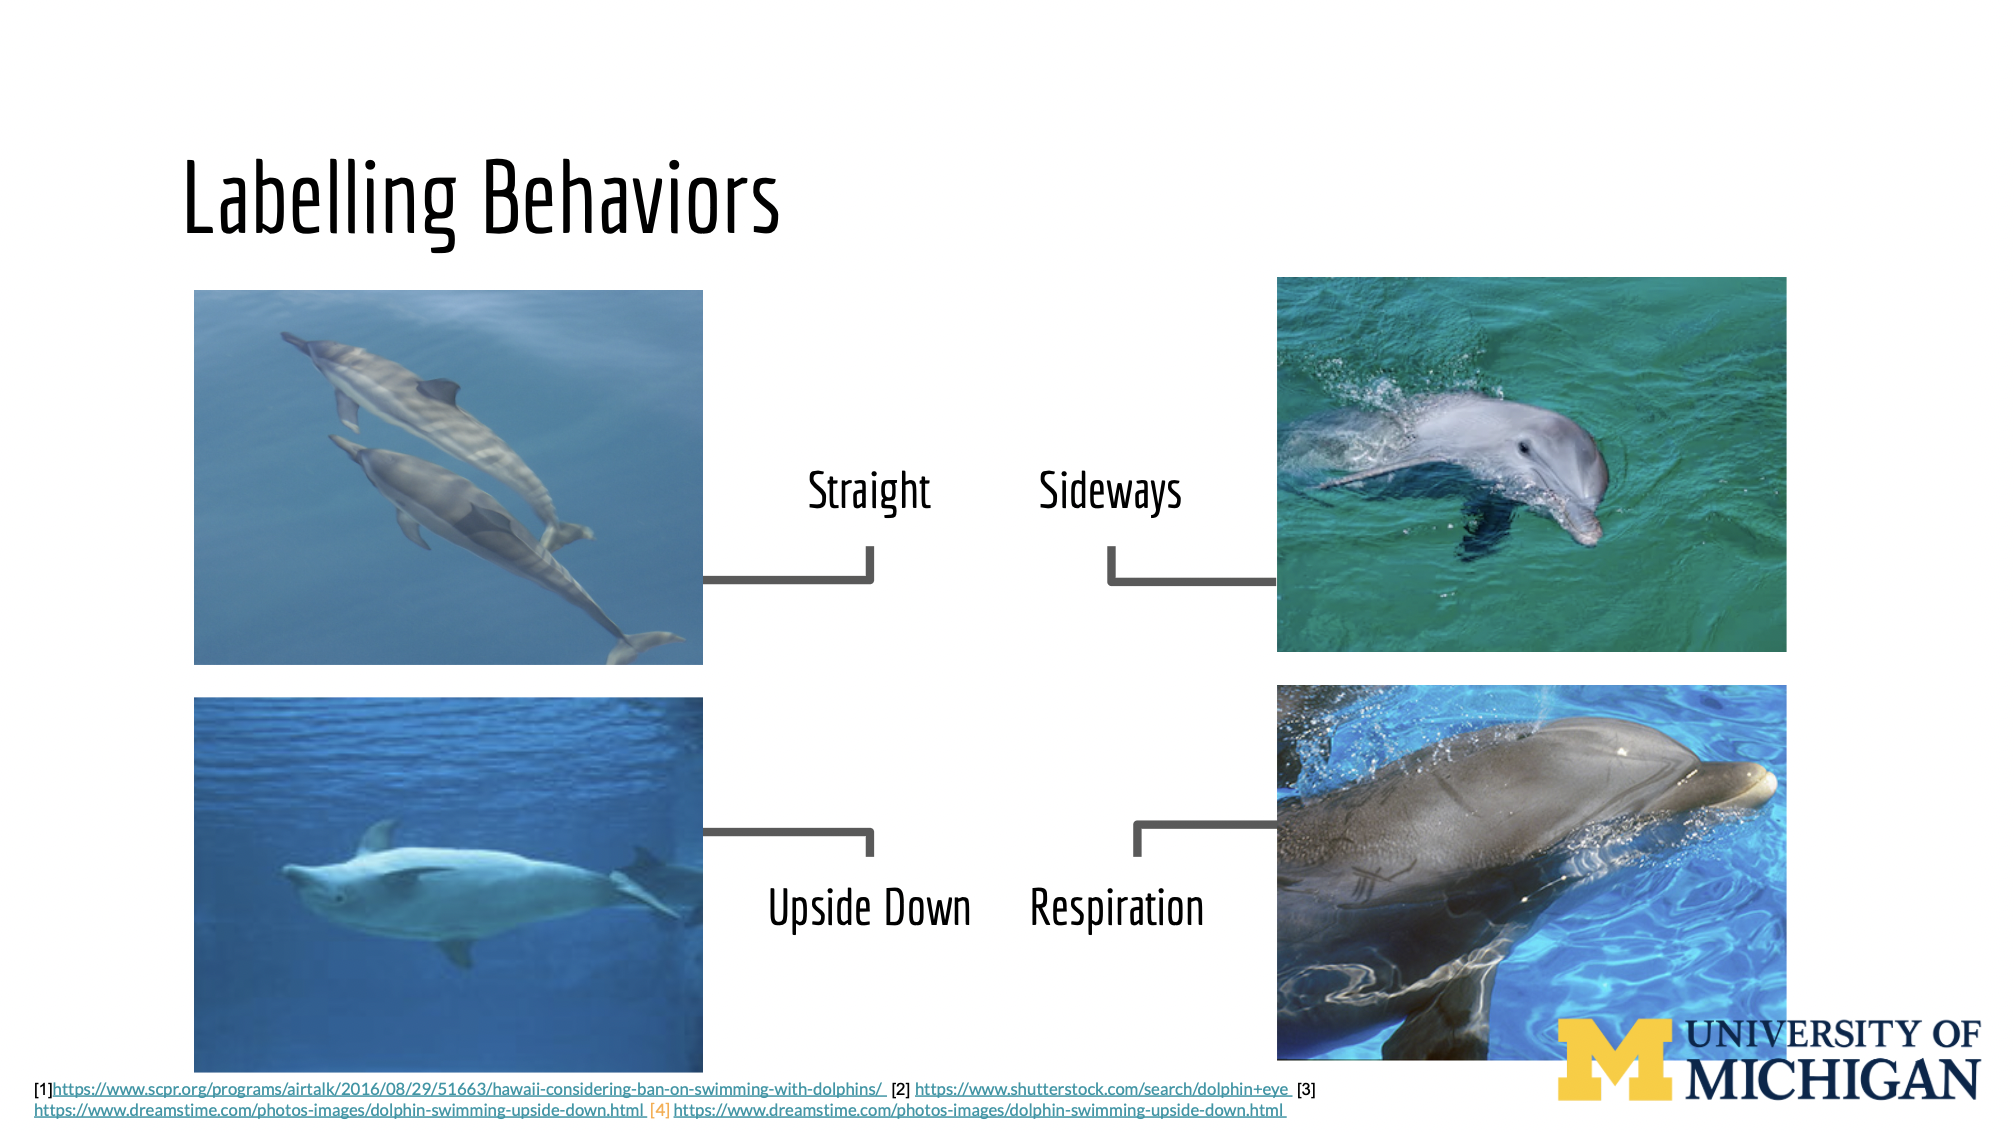 Labelling Behaviors
Straight
Sideways
Upside Down
Respiration
[1]https://www.scpr.org/programs/airtalk/2016/08/29/51663/hawaii-considering-ban-on-swimming-with-dolphins/ [2] https://www.shutterstock.com/search/dolphin+eye [3]
https://www.dreamstime.com/photos-images/dolphin-swimming-upside-down.html [4] https://www.dreamstime.com/photos-images/dolphin-swimming-upside-down.html
M UNIVERSITY OF
MICHIGAN